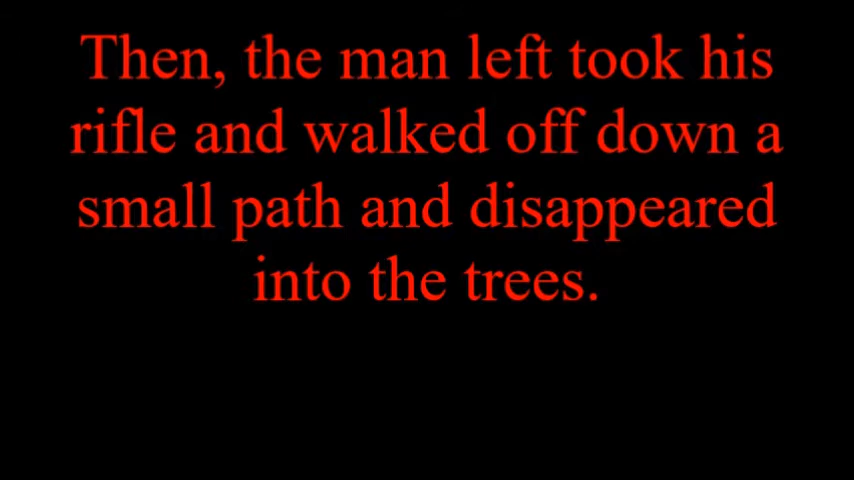 Then, the man left took his
rifle and walked off down a
small path and disappeared
into the trees.